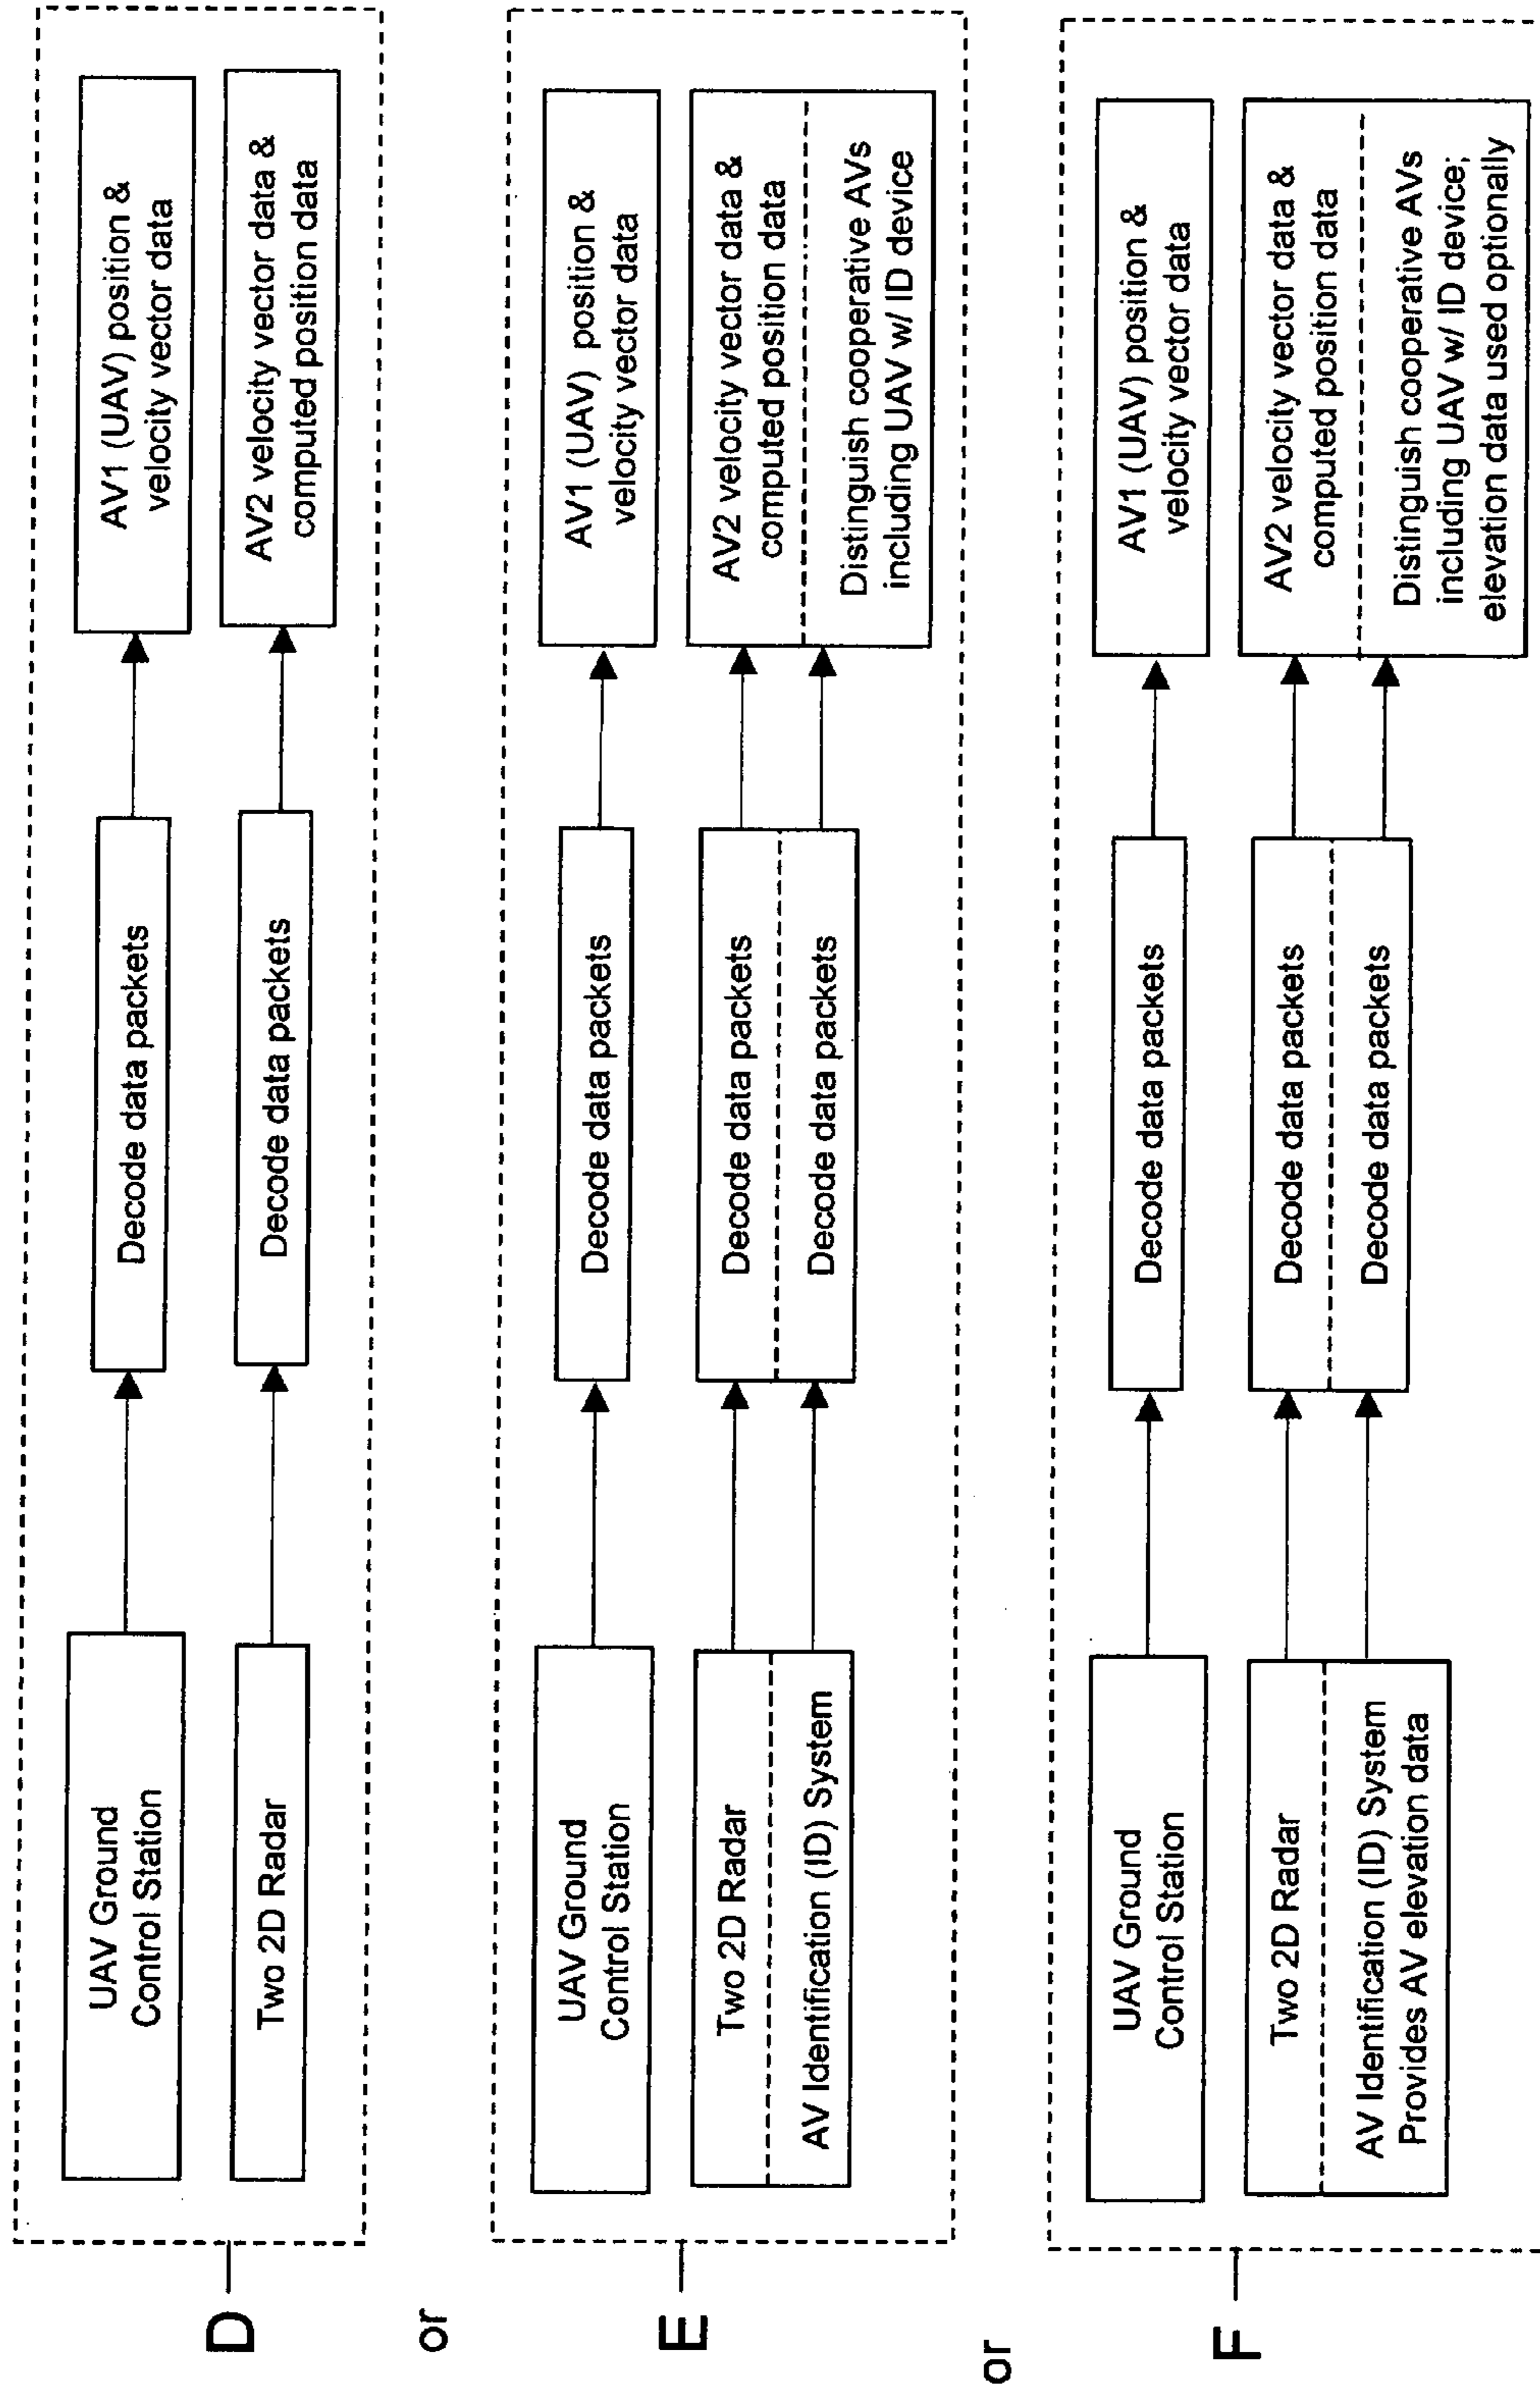 D
UAV Ground
Control Station
Decode data packets
AV1 (UAV) position &
velocity vector data
Two 2D Radar
Decode data packets
AV2 velocity vector data &
computed position data
or
E
UAV Ground
Control Station
Decode data packets
AV1 (UAV) position &
velocity vector data
Two 2D Radar
Decode data packets
AV2 velocity vector data &
computed position data
AV Identification (ID) System
Decode data packets
Distinguish cooperative AVs
including UAV w/ ID device
or
F
UAV Ground
Control Station
Decode data packets
AV1 (UAV) position &
velocity vector data
Two 2D Radar
Decode data packets
AV2 velocity vector data &
computed position data
AV Identification (ID) System
Provides AV elevation data
Decode data packets
Distinguish cooperative AVs
including UAV w/ ID device;
elevation data used optionally